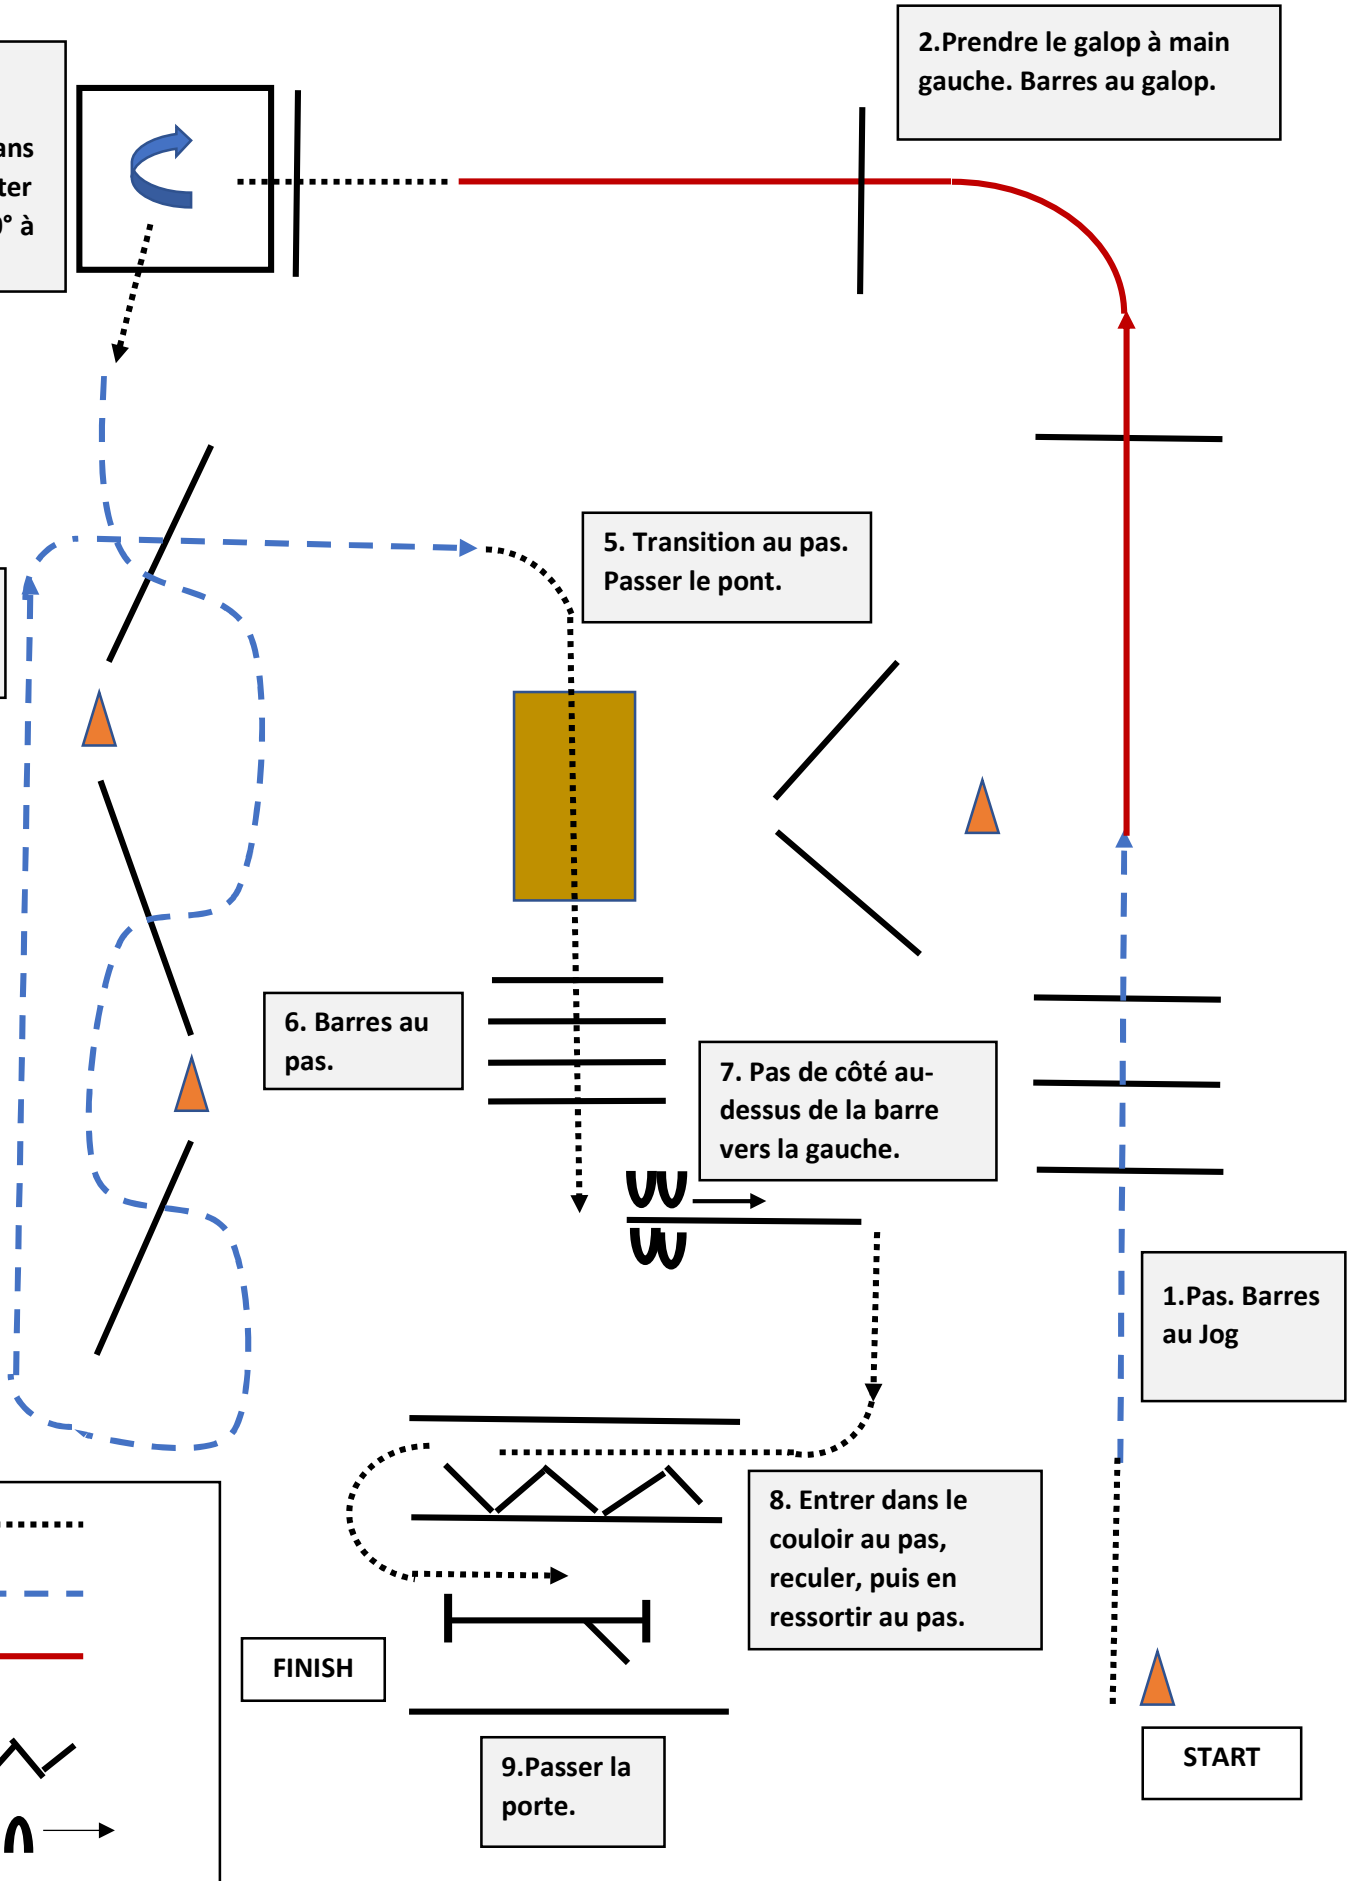 2.Prendre le galop à main
gauche. Barres au galop.
à
5. Transition au pas.
Passer le pont.
6. Barres au
pas.
7. Pas de côté au-
dessus de la barre
vers la gauche.
1.Pas. Barres
au Jog
8. Entrer dans le
couloir au pas,
reculer, puis en
ressortir au pas.
FINISH
9.Passer la
porte.
START